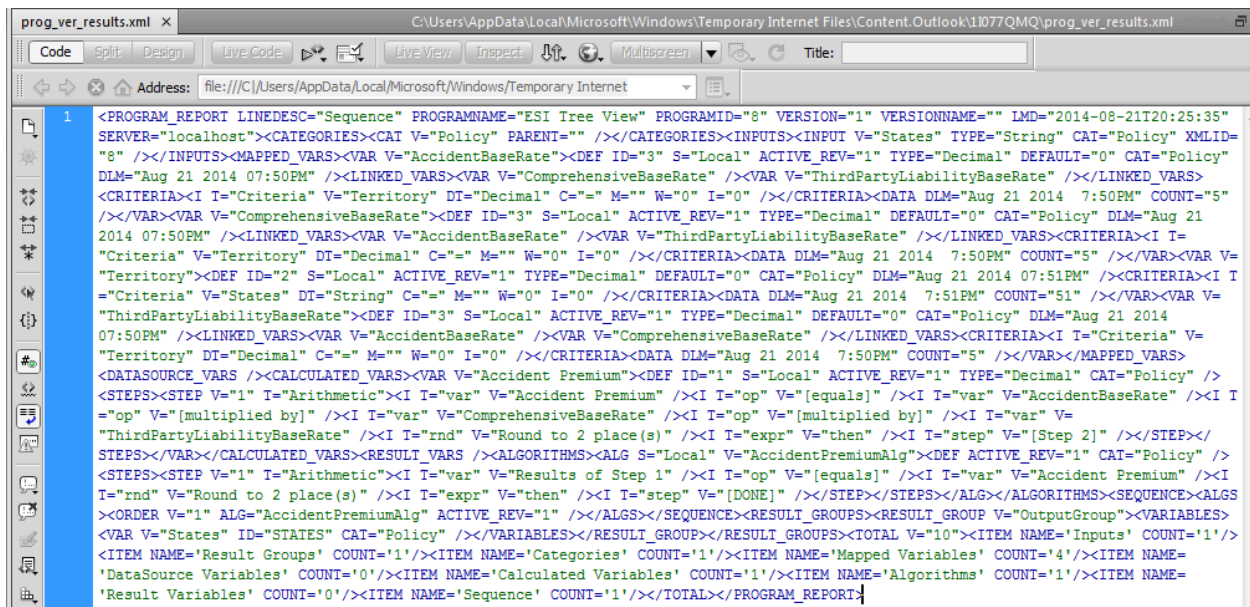 prog_ver_results.xml ×
C:\Users\AppData\Local\Microsoft\Windows\Temporary Internet Files\Content.Outlook\1I077QMQ\prog_ver_results.xml
Code Split Design Live Code Live View Inspect Multiscreen Title:
Address: file:///C|/Users/AppData/Local/Microsoft/Windows/Temporary Internet
1 <PROGRAM_REPORT LINEDESC="Sequence" PROGRAMNAME="ESI Tree View" PROGRAMID="8" VERSION="1" VERSIONNAME="" LMD="2014-08-21T20:25:35"
SERVER="localhost"><CATEGORIES><CAT V="Policy" PARENT="" /></CATEGORIES><INPUTS><INPUT V="States" TYPE="String" CAT="Policy" XMLID=
"8" /></INPUTS><MAPPED_VARS><VAR V="AccidentBaseRate"><DEF ID="3" S="Local" ACTIVE_REV="1" TYPE="Decimal" DEFAULT="0" CAT="Policy"
DLM="Aug 21 2014 07:50PM" /><LINKED_VARS><VAR V="ComprehensiveBaseRate" /><VAR V="ThirdPartyLiabilityBaseRate" /></LINKED_VARS>
<CRITERIA><I T="Criteria" V="Territory" DT="Decimal" C="=" M="" W="0" I="0" /></CRITERIA><DATA DLM="Aug 21 2014  7:50PM" COUNT="5"
/></VAR><VAR V="ComprehensiveBaseRate"><DEF ID="3" S="Local" ACTIVE_REV="1" TYPE="Decimal" DEFAULT="0" CAT="Policy" DLM="Aug 21
2014 07:50PM" /><LINKED_VARS><VAR V="AccidentBaseRate" /><VAR V="ThirdPartyLiabilityBaseRate" /></LINKED_VARS><CRITERIA><I T=
"Criteria" V="Territory" DT="Decimal" C="=" M="" W="0" I="0" /></CRITERIA><DATA DLM="Aug 21 2014  7:50PM" COUNT="5" /></VAR><VAR V=
"Territory"><DEF ID="2" S="Local" ACTIVE_REV="1" TYPE="Decimal" DEFAULT="0" CAT="Policy" DLM="Aug 21 2014 07:51PM" /><CRITERIA><I T
="Criteria" V="States" DT="String" C="=" M="" W="0" I="0" /></CRITERIA><DATA DLM="Aug 21 2014  7:51PM" COUNT="51" /></VAR><VAR V=
"ThirdPartyLiabilityBaseRate"><DEF ID="3" S="Local" ACTIVE_REV="1" TYPE="Decimal" DEFAULT="0" CAT="Policy" DLM="Aug 21 2014
07:50PM" /><LINKED_VARS><VAR V="AccidentBaseRate" /><VAR V="ComprehensiveBaseRate" /></LINKED_VARS><CRITERIA><I T="Criteria" V=
"Territory" DT="Decimal" C="=" M="" W="0" I="0" /></CRITERIA><DATA DLM="Aug 21 2014  7:50PM" COUNT="5" /></VAR></MAPPED_VARS>
<DATASOURCE_VARS /><CALCULATED_VARS><VAR V="Accident Premium"><DEF ID="1" S="Local" ACTIVE_REV="1" TYPE="Decimal" CAT="Policy" />
<STEPS><STEP V="1" T="Arithmetic"><I T="var" V="Accident Premium" /><I T="op" V="[equals]" /><I T="var" V="AccidentBaseRate" /><I T
="op" V="[multiplied by]" /><I T="var" V="ComprehensiveBaseRate" /><I T="op" V="[multiplied by]" /><I T="var" V=
"ThirdPartyLiabilityBaseRate" /><I T="rnd" V="Round to 2 place(s)" /><I T="expr" V="then" /><I T="step" V="[Step 2]" /></STEP></
STEPS></VAR></CALCULATED_VARS><RESULT_VARS /><ALGORITHMS><ALG S="Local" V="AccidentPremiumAlg"><DEF ACTIVE_REV="1" CAT="Policy" />
<STEPS><STEP V="1" T="Arithmetic"><I T="var" V="Results of Step 1" /><I T="op" V="[equals]" /><I T="var" V="Accident Premium" /><I
T="rnd" V="Round to 2 place(s)" /><I T="expr" V="then" /><I T="step" V="[DONE]" /></STEP></STEPS></ALG></ALGORITHMS><SEQUENCE><ALGS
><ORDER V="1" ALG="AccidentPremiumAlg" ACTIVE_REV="1" /></ALGS></SEQUENCE><RESULT_GROUPS><RESULT_GROUP V="OutputGroup"><VARIABLES>
<VAR V="States" ID="STATES" CAT="Policy" /></VARIABLES></RESULT_GROUP></RESULT_GROUPS><TOTAL V="10"><ITEM NAME='Inputs' COUNT='1'/>
<ITEM NAME='Result Groups' COUNT='1'/><ITEM NAME='Categories' COUNT='1'/><ITEM NAME='Mapped Variables' COUNT='4'/><ITEM NAME=
'DataSource Variables' COUNT='0'/><ITEM NAME='Calculated Variables' COUNT='1'/><ITEM NAME='Algorithms' COUNT='1'/><ITEM NAME=
'Result Variables' COUNT='0'/><ITEM NAME='Sequence' COUNT='1'/></TOTAL></PROGRAM_REPORT>